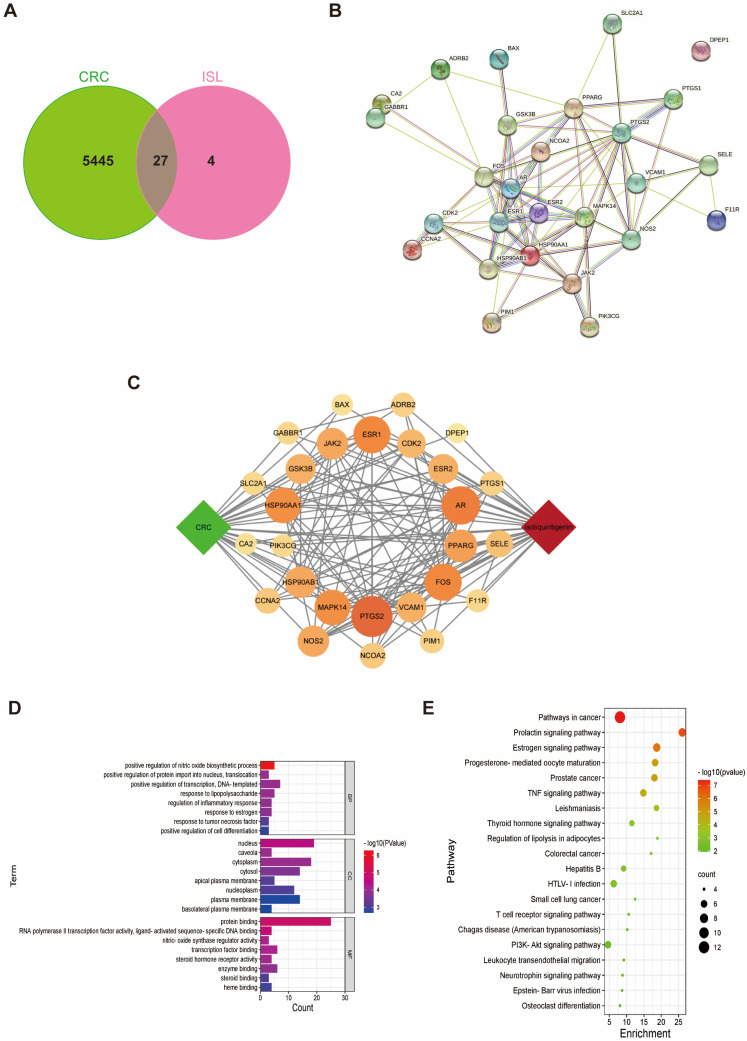 A
CRC
ISL
5445
27
4
B
SLC2A1
DPEP1
BAX
ADRB2
CA2
GABBR1
PPARG
PTGS1
GSK3B
PTGS2
NCOA2
SELE
FOS
VCAM1
AR
ESR2
MAPK14
CDK2
ESR1
F11R
NOS2
CCNA2
HSP90AA1
HSP90AB1
JAK2
PIM1
PIK3CG
C
BAX
ADRB2
GABBR1
ESR1
DPEP1
JAK2
CDK2
GSK3B
ESR2
SLC2A1
PTGS1
HSP90AA1
AR
CRC
isoliquiritigenin
CA2
PIK3CG
PPARG
SELE
HSP90AB1
FOS
CCNA2
MAPK14
PTGS2
VCAM1
F11R
NOS2
NCOA2
PIM1
D
Term
positive regulation of nitric oxide biosynthetic process
positive regulation of protein import into nucleus, translocation
positive regulation of transcription, DNA- templated
response to lipopolysaccharide
regulation of inflammatory response
response to estrogen
response to tumor necrosis factor
positive regulation of cell differentiation
BP
nucleus
caveola
cytoplasm
cytosol
apical plasma membrane
nucleoplasm
plasma membrane
basolateral plasma membrane
CC
protein binding
RNA polymerase II transcription factor activity, ligand- activated sequence- specific DNA binding
nitric- oxide synthase regulator activity
transcription factor binding
steroid hormone receptor activity
enzyme binding
steroid binding
heme binding
MF
0 10 20 30
Count
- log10(PValue)
6
5
4
3
E
Pathway
Pathways in cancer
Prolactin signaling pathway
Estrogen signaling pathway
Progesterone- mediated oocyte maturation
Prostate cancer
TNF signaling pathway
Leishmaniasis
Thyroid hormone signaling pathway
Regulation of lipolysis in adipocytes
Colorectal cancer
Hepatitis B
HTLV- I infection
Small cell lung cancer
T cell receptor signaling pathway
Chagas disease (American trypanosomiasis)
PI3K- Akt signaling pathway
Leukocyte transendothelial migration
Neurotrophin signaling pathway
Epstein- Barr virus infection
Osteoclast differentiation
5 10 15 20 25
Enrichment
- log10(pvalue)
7
6
5
4
3
2
count
4
6
8
10
12